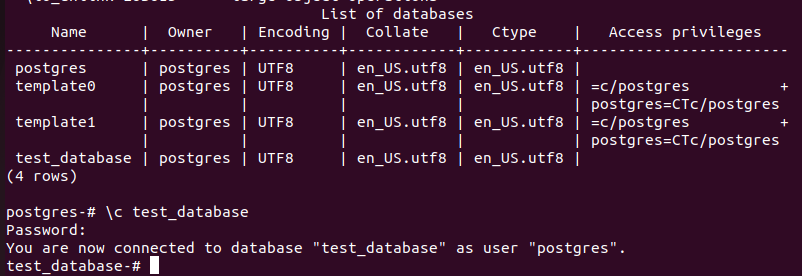 List of databases
Name | Owner | Encoding | Collate | Ctype | Access privileges
---------------+----------+----------+------------+------------+-----------------------
postgres | postgres | UTF8 | en_US.utf8 | en_US.utf8 |
template0 | postgres | UTF8 | en_US.utf8 | en_US.utf8 | =c/postgres +
| | | | | postgres=CTc/postgres
template1 | postgres | UTF8 | en_US.utf8 | en_US.utf8 | =c/postgres +
| | | | | postgres=CTc/postgres
test_database | postgres | UTF8 | en_US.utf8 | en_US.utf8 |
(4 rows)
postgres-# \c test_database
Password:
You are now connected to database "test_database" as user "postgres".
test_database-#